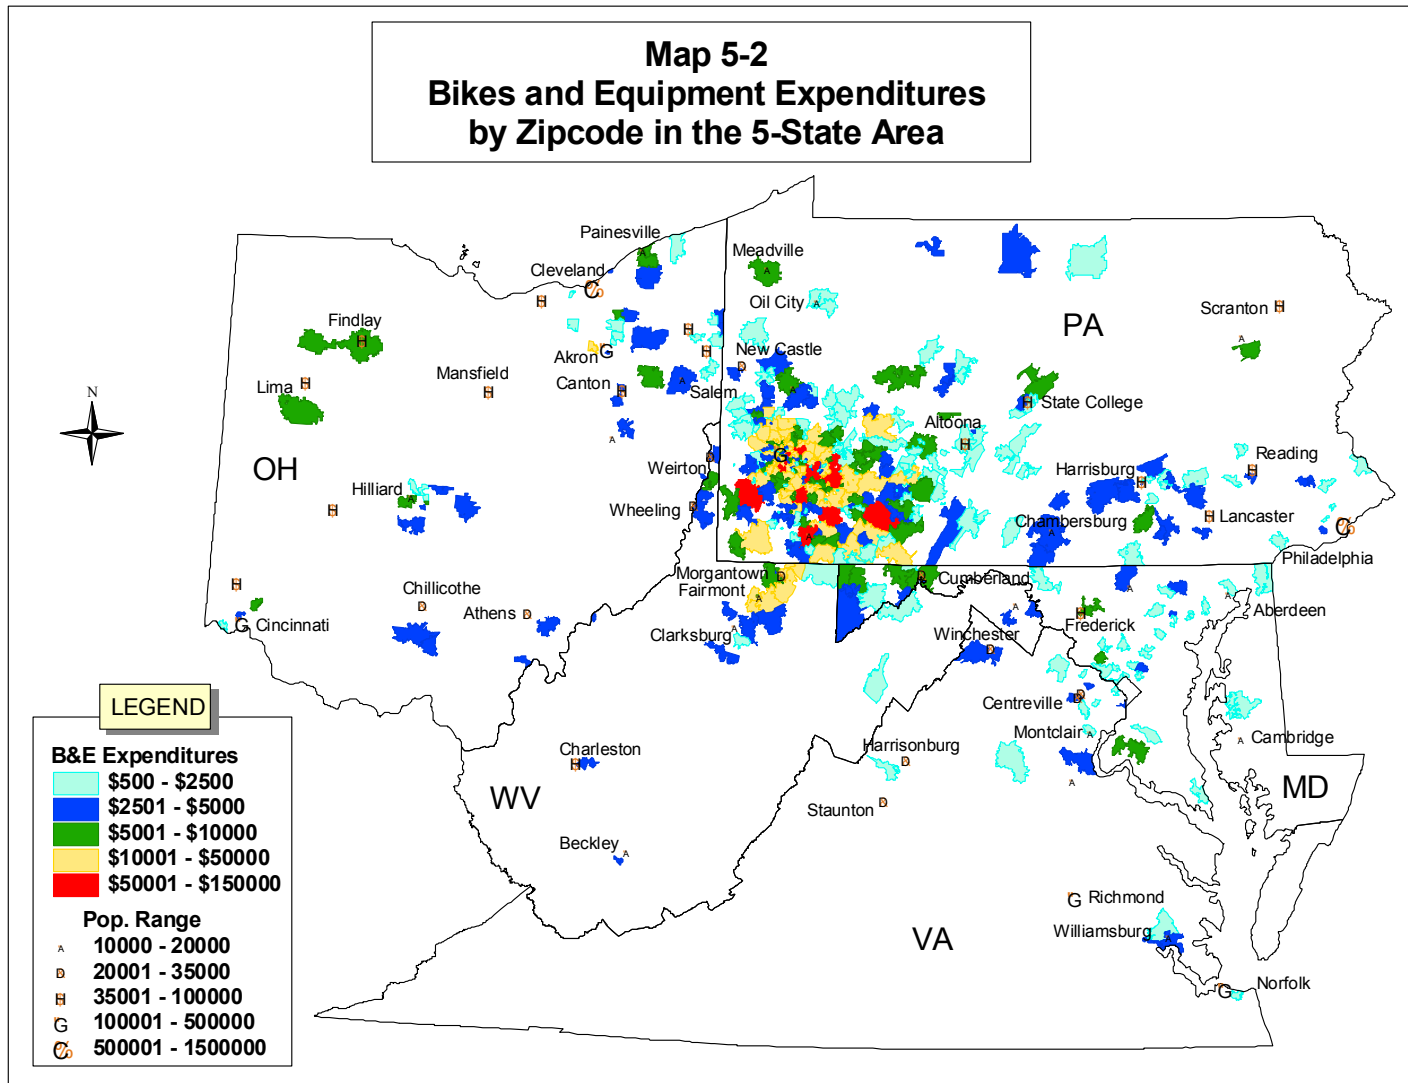 Map 5-2
Bikes and Equipment Expenditures
by Zipcode in the 5-State Area
Painesville
Meadville
Cleveland
Oil City
Scranton
PA
Findlay
New Castle
Akron
Mansfield
Canton
Lima
Salem
State College
N
Altoona
Reading
OH
Weirton
Harrisburg
Hilliard
Wheeling
Chambersburg
Lancaster
Philadelphia
Morgantown
Cumberland
Chillicothe
Fairmont
Athens
Aberdeen
Cincinnati
Clarksburg
Winchester
Frederick
Centreville
Montclair
Cambridge
Charleston
Harrisonburg
WV
MD
Staunton
Beckley
Richmond
VA
Williamsburg
Norfolk
LEGEND
B&E Expenditures
$500 - $2500
$2501 - $5000
$5001 - $10000
$10001 - $50000
$50001 - $150000
Pop. Range
A 10000 - 20000
D 20001 - 35000
H 35001 - 100000
G 100001 - 500000
C% 500001 - 1500000